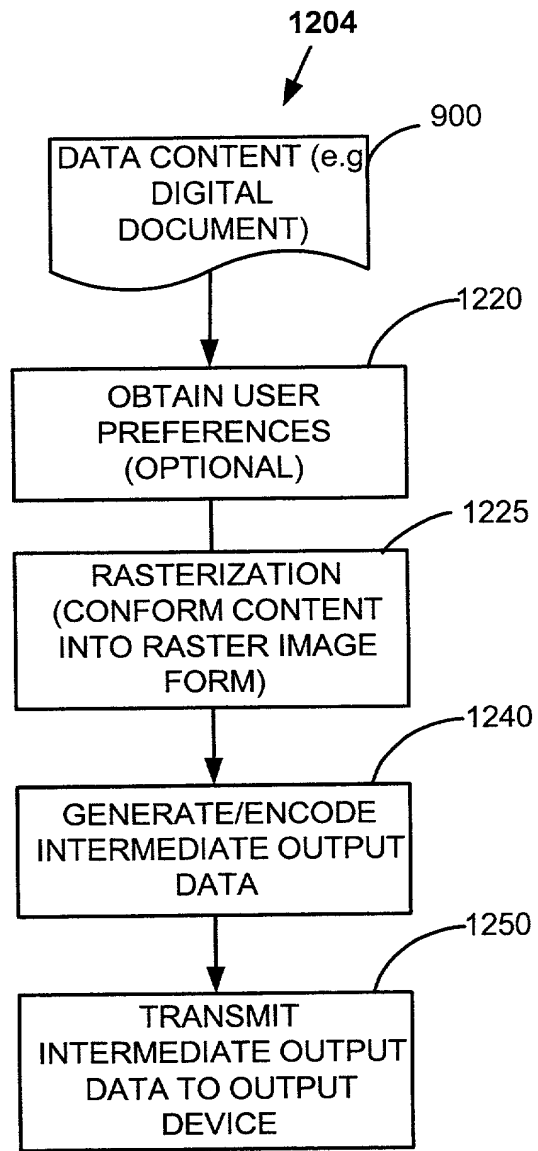 1204
900
DATA CONTENT (e.g
DIGITAL
DOCUMENT)
1220
OBTAIN USER
PREFERENCES
(OPTIONAL)
1225
RASTERIZATION
(CONFORM CONTENT
INTO RASTER IMAGE
FORM)
1240
GENERATE/ENCODE
INTERMEDIATE OUTPUT
DATA
1250
TRANSMIT
INTERMEDIATE OUTPUT
DATA TO OUTPUT
DEVICE